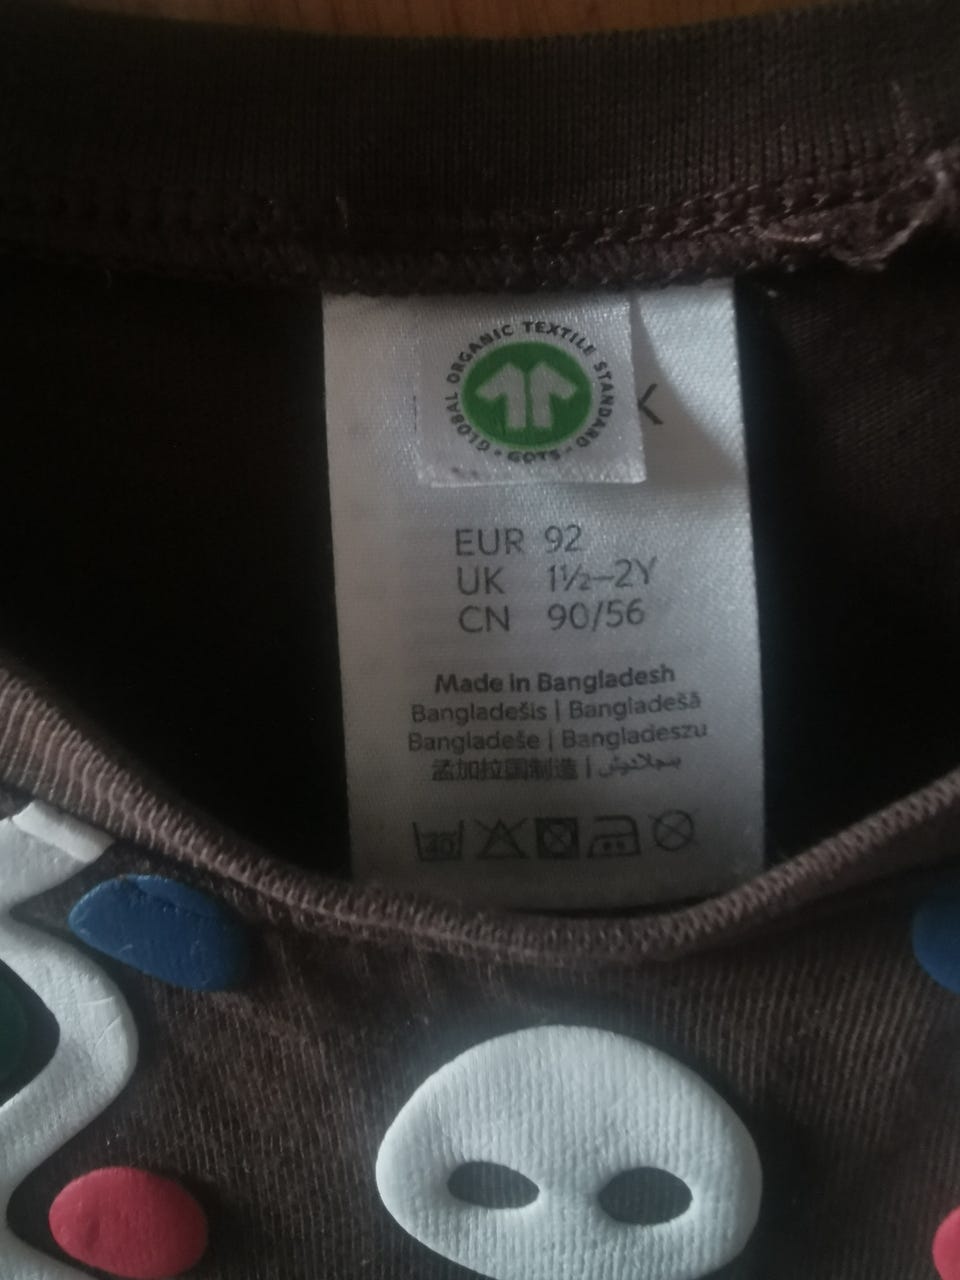 GLOBAL ORGANIC TEXTILE STANDARD • GOTS •
K
EUR 92
UK 1½–2Y
CN 90/56
Made in Bangladesh
Bangladešis | Bangladešā
Bangladeše | Bangladeszu
孟加拉国制造 |
40